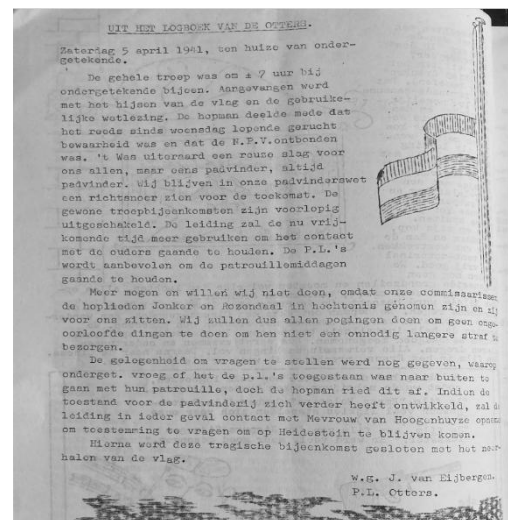 UIT HET LOGBOEK VAN DE OTTERS.
Zaterdag 5 april 1941, ten huize van onder-
getekende.
De gehele troep was om ± 7 uur bij
ondergetekende bijeen. Aangevangen werd
met het hijsen van de vlag en de gebruike-
lijke wetlezing. De hopman deelde mede dat
het reeds sinds woensdag lopende gerucht
bewaarheid was en dat de N.P.V. ontbonden
was. 't Was uiteraard een reuze slag voor
ons allen, maar eens padvinder, altijd
padvinder. Wij blijven in onze padvinderswet
een richtsnoer zien voor de toekomst. De
gewone troepbijeenkomsten zijn voorlopig
uitgeschakeld. De leiding zal de nu vrij-
komende tijd meer gebruiken om het contact
met de ouders gaande te houden. De P.L.'s
wordt aanbevolen om de patrouillemiddagen
gaande te houden.
Meer mogen en willen wij niet doen, omdat onze commissarissen
de hoplieden Jonker en Rozendaal in hechtenis genomen zijn en zij
voor ons zitten. Wij zullen dus allen pogingen doen om geen onge-
oorloofde dingen te doen om hen niet een onnodig langere straf te
bezorgen.
De gelegenheid om vragen te stellen werd nog gegeven, waarop
onderget. vroeg of het de p.l.'s toegestaan was naar buiten te
gaan met hun patrouille, doch de hopman ried dit af. Indien de
toestand voor de padvinderij zich verder heeft ontwikkeld, zal de
leiding in ieder geval contact met Mevrouw van Hoogenhuyze
om toestemming te vragen om op Heidestein te blijven komen.
Hierna werd deze tragische bijeenkomst gesloten met het neer-
halen van de vlag.
w.g. J. van Eijbergen.
P.L. Otters.